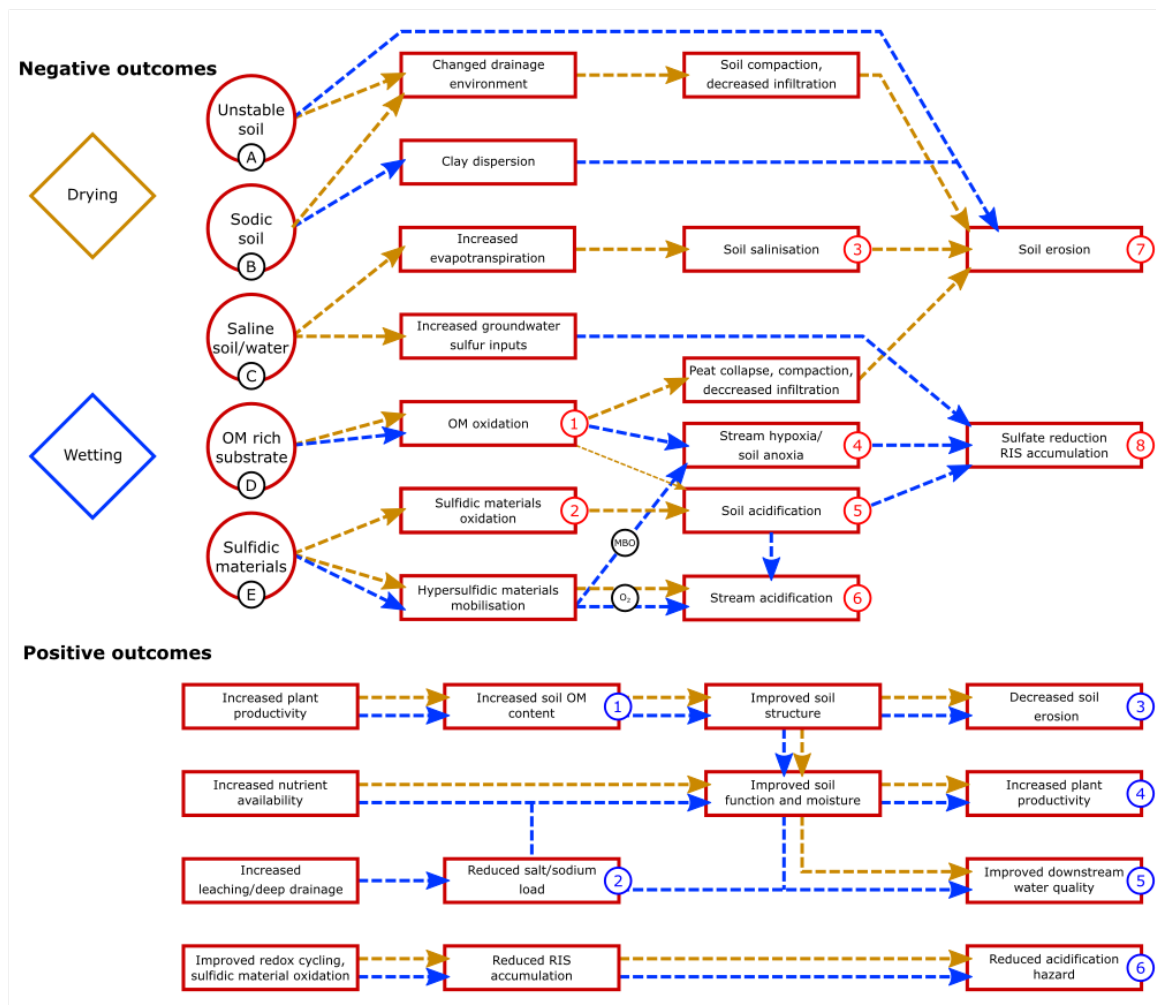 Negative outcomes
Drying
Wetting
Unstable
soil
A
Sodic
soil
B
Saline
soil/water
C
OM rich
substrate
D
Sulfidic
materials
E
Changed drainage
environment
Soil compaction,
decreased infiltration
Clay dispersion
Increased
evapotranspiration
Soil salinisation
3
Soil erosion
7
Increased groundwater
sulfur inputs
Peat collapse, compaction,
deccreased infiltration
OM oxidation
1
Stream hypoxia/
soil anoxia
4
Sulfate reduction
RIS accumulation
8
Sulfidic materials
oxidation
2
Soil acidification
5
MBO
Hypersulfidic materials
mobilisation
O₂
Stream acidification
6
Positive outcomes
Increased plant
productivity
Increased soil OM
content
1
Improved soil
structure
Decreased soil
erosion
3
Increased nutrient
availability
Improved soil
function and moisture
Increased plant
productivity
4
Increased
leaching/deep drainage
Reduced salt/sodium
load
2
Improved downstream
water quality
5
Improved redox cycling,
sulfidic material oxidation
Reduced RIS
accumulation
Reduced acidification
hazard
6